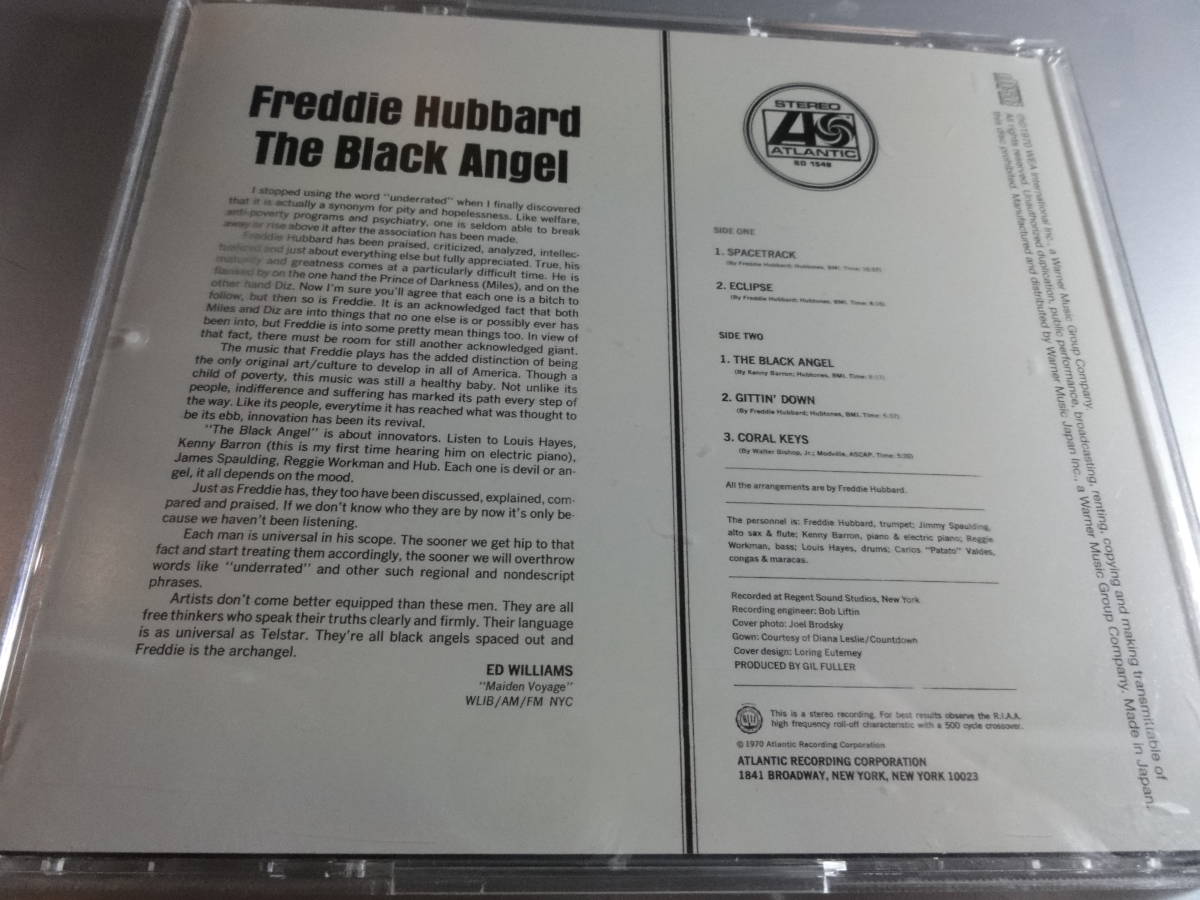 Freddie Hubbard
The Black Angel
I stopped using the word "underrated" when I finally discovered
that it is actually a synonym for pity and hopelessness. Like welfare,
anti-poverty programs and psychiatry, one is seldom able to break
away or rise above it after the association has been made.
Freddie Hubbard has been praised, criticized, analyzed, intellec-
tualized and just about everything else but fully appreciated. True, his
maturity and greatness comes at a particularly difficult time. He is
flanked by on the one hand the Prince of Darkness (Miles), and on the
other hand Diz. Now I'm sure you'll agree that each one is a bitch to
follow, but then so is Freddie. It is an acknowledged fact that both
Miles and Diz are into things that no one else is or possibly ever has
been into, but Freddie is into some pretty mean things too. In view of
that fact, there must be room for still another acknowledged giant.
The music that Freddie plays has the added distinction of being
the only original art/culture to develop in all of America. Though a
child of poverty, this music was still a healthy baby. Not unlike its
people, indifference and suffering has marked its path every step of
the way. Like its people, everytime it has reached what was thought to
be its ebb, innovation has been its revival.
"The Black Angel" is about innovators. Listen to Louis Hayes,
Kenny Barron (this is my first time hearing him on electric piano),
James Spaulding, Reggie Workman and Hub. Each one is devil or an-
gel, it all depends on the mood.
Just as Freddie has, they too have been discussed, explained, com-
pared and praised. If we don't know who they are by now it's only be-
cause we haven't been listening.
Each man is universal in his scope. The sooner we get hip to that
fact and start treating them accordingly, the sooner we will overthrow
words like "underrated" and other such regional and nondescript
phrases.
Artists don't come better equipped than these men. They are all
free thinkers who speak their truths clearly and firmly. Their language
is as universal as Telstar. They're all black angels spaced out and
Freddie is the archangel.
ED WILLIAMS
"Maiden Voyage"
WLIB/AM/FM NYC
STEREO
ATLANTIC
SD 1549
SIDE ONE
1. SPACETRACK
(By Freddie Hubbard; Hubtones, BMI. Time:
2. ECLIPSE
(By Freddie Hubbard; Hubtones, BMI. Time:
SIDE TWO
1. THE BLACK ANGEL
(By Kenny Barron; Hubtones, BMI. Time:
2. GITTIN' DOWN
(By Freddie Hubbard; Hubtones, BMI. Time:
3. CORAL KEYS
(By Walter Bishop, Jr.; Modvilla, ASCAP. Time:
All the arrangements are by Freddie Hubbard.
The personnel is: Freddie Hubbard, trumpet; Jimmy Spaulding,
alto sax & flute; Kenny Barron, piano & electric piano; Reggie
Workman, bass; Louis Hayes, drums; Carlos "Patato" Valdes,
congas & maracas.
Recorded at Regent Sound Studios, New York
Recording engineer: Bob Liftin
Cover photo: Joel Brodsky
Gown: Courtesy of Diana Leslie/Countdown
Cover design: Loring Eutemey
PRODUCED BY GIL FULLER
This is a stereo recording. For best results observe the R.I.A.A.
high frequency roll-off characteristic with a 500 cycle crossover.
© 1970 Atlantic Recording Corporation
ATLANTIC RECORDING CORPORATION
1841 BROADWAY, NEW YORK, NEW YORK 10023
1970 WEA International Inc., a Warner Music Group Company.
All rights reserved. Unauthorized duplication, public performance, broadcasting, renting, copying and making transmittable of
this disc prohibited. Manufactured and distributed by Warner Music Japan Inc., a Warner Music Group Company. Made in Japan.